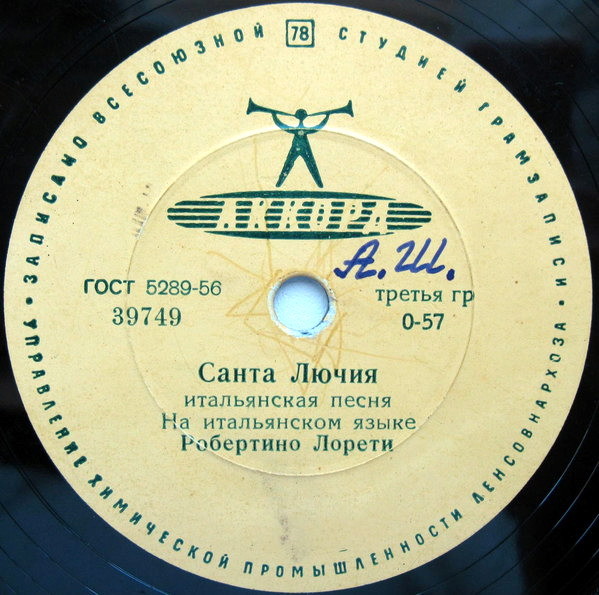 ЗАПИСАНО ВСЕСОЮЗНОЙ 78 СТУДИЕЙ ГРАМЗАПИСИ
АККОРД
А.Ш.
ГОСТ 5289-56
39749
третья гр
0-57
Санта Лючия
итальянская песня
На итальянском языке
Робертино Лорети
УПРАВЛЕНИЕ ХИМИЧЕСКОЙ ПРОМЫШЛЕННОСТИ ЛЕНСОВНАРХОЗА